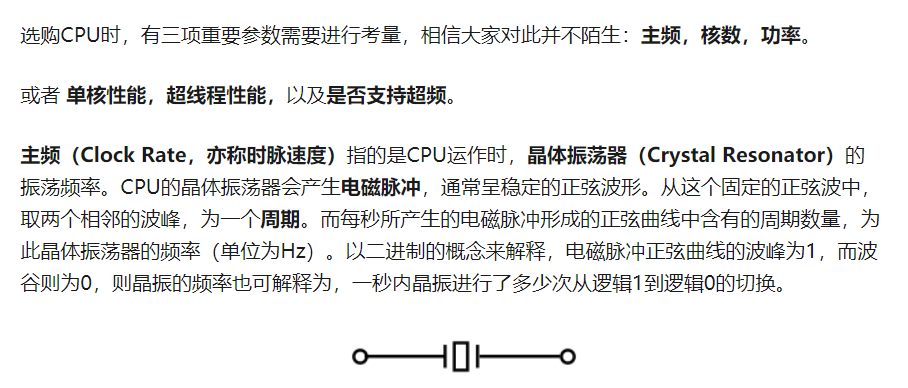 选购CPU时，有三项重要参数需要进行考量，相信大家对此并不陌生：主频，核数，功率。
或者 单核性能，超线程性能，以及是否支持超频。
主频（Clock Rate，亦称时脉速度）指的是CPU运作时，晶体振荡器（Crystal Resonator）的
振荡频率。CPU的晶体振荡器会产生电磁脉冲，通常呈稳定的正弦波形。从这个固定的正弦波中，
取两个相邻的波峰，为一个周期。而每秒所产生的电磁脉冲形成的正弦曲线中含有的周期数量，为
此晶体振荡器的频率（单位为Hz）。以二进制的概念来解释，电磁脉冲正弦曲线的波峰为1，而波
谷则为0，则晶振的频率也可解释为，一秒内晶振进行了多少次从逻辑1到逻辑0的切换。